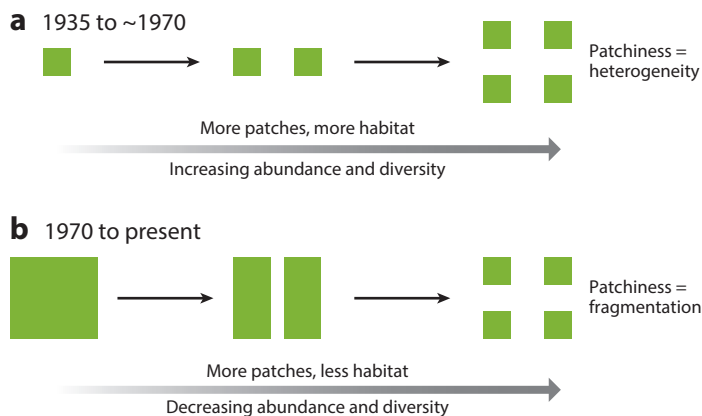 a 1935 to ~1970
Patchiness =
heterogeneity
More patches, more habitat
Increasing abundance and diversity
b 1970 to present
Patchiness =
fragmentation
More patches, less habitat
Decreasing abundance and diversity